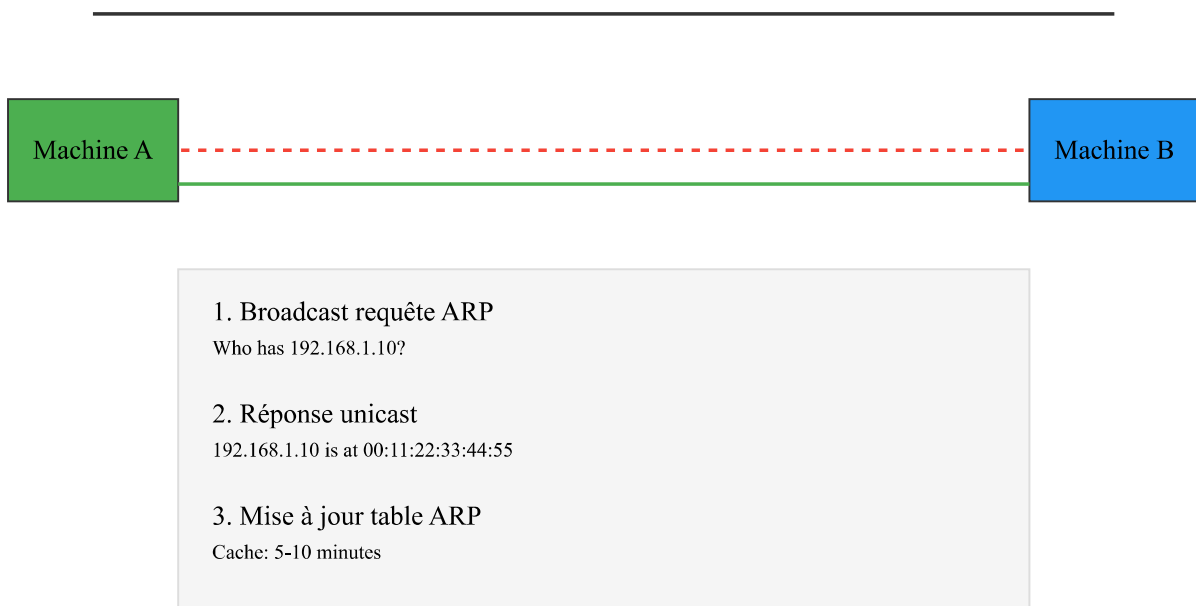 Machine A
Machine B
1. Broadcast requête ARP
Who has 192.168.1.10?
2. Réponse unicast
192.168.1.10 is at 00:11:22:33:44:55
3. Mise à jour table ARP
Cache: 5-10 minutes